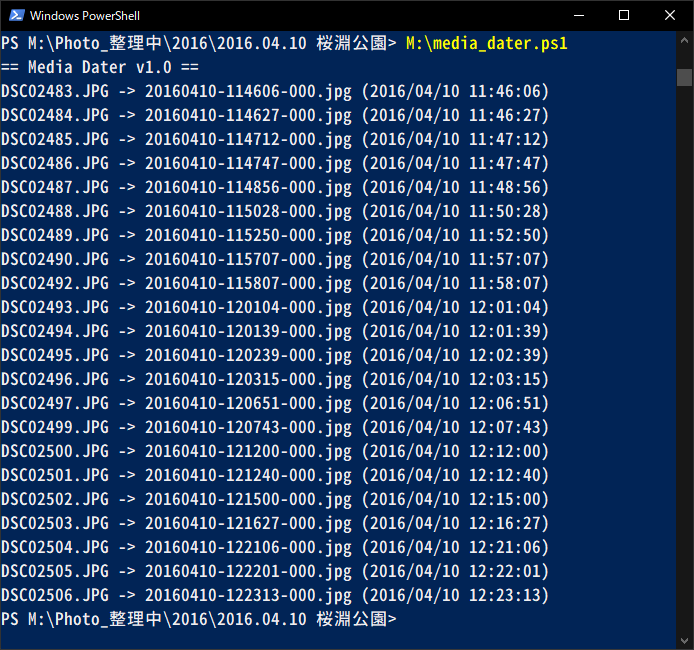 Windows PowerShell
PS M:\Photo_整理中\2016\2016.04.10 桜淵公園> M:\media_dater.ps1
== Media Dater v1.0 ==
DSC02483.JPG -> 20160410-114606-000.jpg (2016/04/10 11:46:06)
DSC02484.JPG -> 20160410-114627-000.jpg (2016/04/10 11:46:27)
DSC02485.JPG -> 20160410-114712-000.jpg (2016/04/10 11:47:12)
DSC02486.JPG -> 20160410-114747-000.jpg (2016/04/10 11:47:47)
DSC02487.JPG -> 20160410-114856-000.jpg (2016/04/10 11:48:56)
DSC02488.JPG -> 20160410-115028-000.jpg (2016/04/10 11:50:28)
DSC02489.JPG -> 20160410-115250-000.jpg (2016/04/10 11:52:50)
DSC02490.JPG -> 20160410-115707-000.jpg (2016/04/10 11:57:07)
DSC02492.JPG -> 20160410-115807-000.jpg (2016/04/10 11:58:07)
DSC02493.JPG -> 20160410-120104-000.jpg (2016/04/10 12:01:04)
DSC02494.JPG -> 20160410-120139-000.jpg (2016/04/10 12:01:39)
DSC02495.JPG -> 20160410-120239-000.jpg (2016/04/10 12:02:39)
DSC02496.JPG -> 20160410-120315-000.jpg (2016/04/10 12:03:15)
DSC02497.JPG -> 20160410-120651-000.jpg (2016/04/10 12:06:51)
DSC02499.JPG -> 20160410-120743-000.jpg (2016/04/10 12:07:43)
DSC02500.JPG -> 20160410-121200-000.jpg (2016/04/10 12:12:00)
DSC02501.JPG -> 20160410-121240-000.jpg (2016/04/10 12:12:40)
DSC02502.JPG -> 20160410-121500-000.jpg (2016/04/10 12:15:00)
DSC02503.JPG -> 20160410-121627-000.jpg (2016/04/10 12:16:27)
DSC02504.JPG -> 20160410-122106-000.jpg (2016/04/10 12:21:06)
DSC02505.JPG -> 20160410-122201-000.jpg (2016/04/10 12:22:01)
DSC02506.JPG -> 20160410-122313-000.jpg (2016/04/10 12:23:13)
PS M:\Photo_整理中\2016\2016.04.10 桜淵公園>